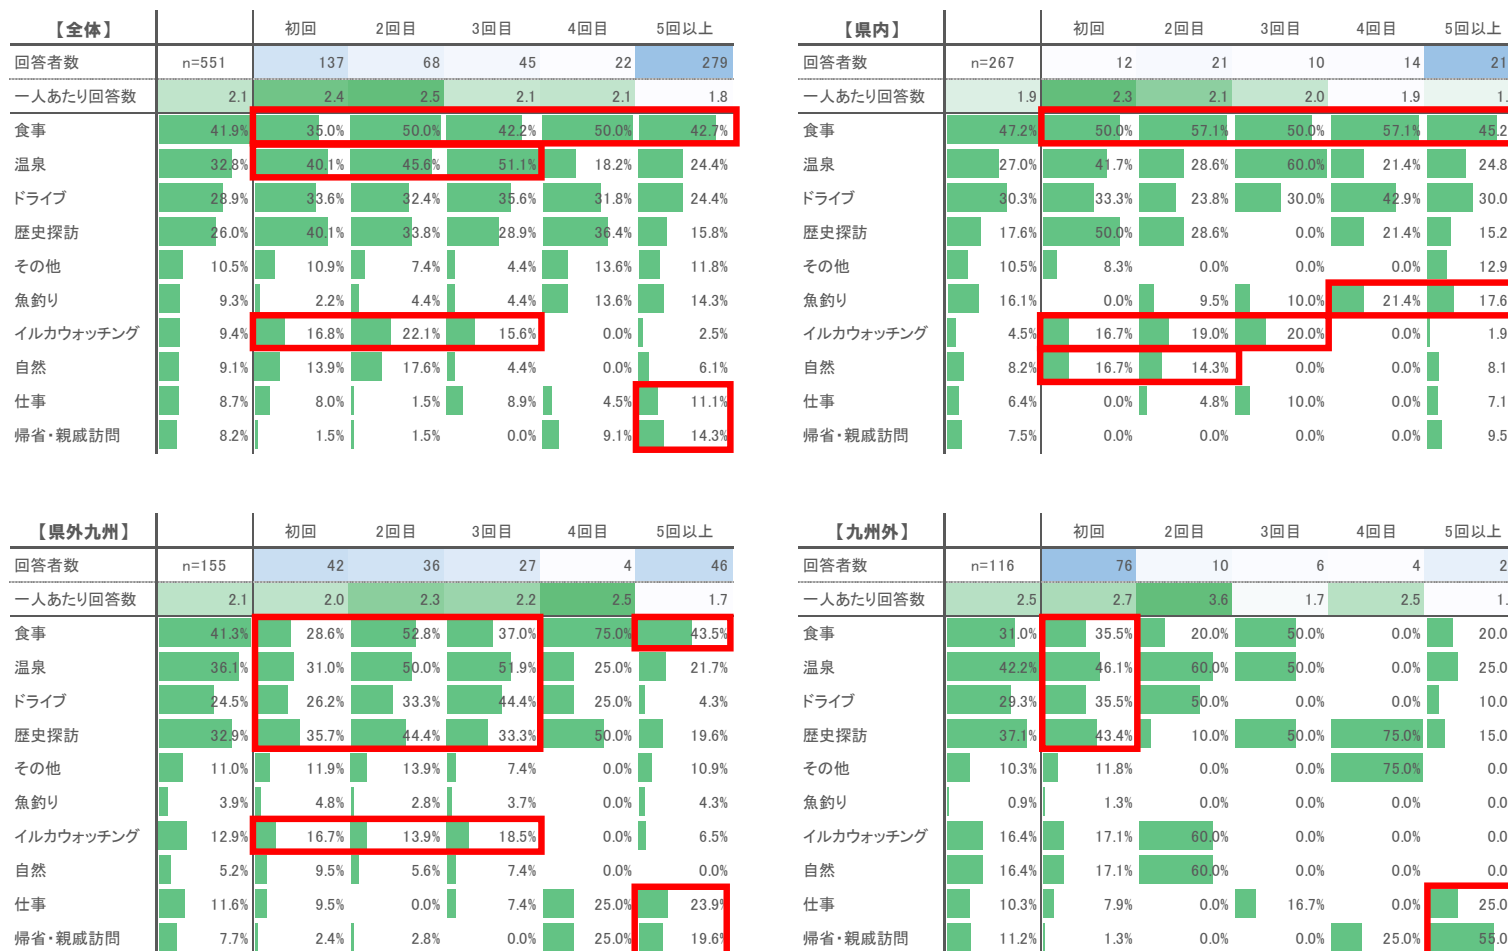 【全体】 初回 2回目 3回目 4回目 5回以上
回答者数 n=551 137 68 45 22 279
一人あたり回答数 2.1 2.4 2.5 2.1 2.1 1.8
食事 41.9% 35.0% 50.0% 42.2% 50.0% 42.7%
温泉 32.8% 40.1% 45.6% 51.1% 18.2% 24.4%
ドライブ 28.9% 33.6% 32.4% 35.6% 31.8% 24.4%
歴史探訪 26.0% 40.1% 33.8% 28.9% 36.4% 15.8%
その他 10.5% 10.9% 7.4% 4.4% 13.6% 11.8%
魚釣り 9.3% 2.2% 4.4% 4.4% 13.6% 14.3%
イルカウォッチング 9.4% 16.8% 22.1% 15.6% 0.0% 2.5%
自然 9.1% 13.9% 17.6% 4.4% 0.0% 6.1%
仕事 8.7% 8.0% 1.5% 8.9% 4.5% 11.1%
帰省・親戚訪問 8.2% 1.5% 1.5% 0.0% 9.1% 14.3%
【県内】 初回 2回目 3回目 4回目 5回以上
回答者数 n=267 12 21 10 14 21
一人あたり回答数 1.9 2.3 2.1 2.0 1.9 1.
食事 47.2% 50.0% 57.1% 50.0% 57.1% 45.2
温泉 27.0% 41.7% 28.6% 60.0% 21.4% 24.8
ドライブ 30.3% 33.3% 23.8% 30.0% 42.9% 30.0
歴史探訪 17.6% 50.0% 28.6% 0.0% 21.4% 15.2
その他 10.5% 8.3% 0.0% 0.0% 0.0% 12.9
魚釣り 16.1% 0.0% 9.5% 10.0% 21.4% 17.6
イルカウォッチング 4.5% 16.7% 19.0% 20.0% 0.0% 1.9
自然 8.2% 16.7% 14.3% 0.0% 0.0% 8.1
仕事 6.4% 0.0% 4.8% 10.0% 0.0% 7.1
帰省・親戚訪問 7.5% 0.0% 0.0% 0.0% 0.0% 9.5
【県外九州】 初回 2回目 3回目 4回目 5回以上
回答者数 n=155 42 36 27 4 46
一人あたり回答数 2.1 2.0 2.3 2.2 2.5 1.7
食事 41.3% 28.6% 52.8% 37.0% 75.0% 43.5%
温泉 36.1% 31.0% 50.0% 51.9% 25.0% 21.7%
ドライブ 24.5% 26.2% 33.3% 44.4% 25.0% 4.3%
歴史探訪 32.9% 35.7% 44.4% 33.3% 50.0% 19.6%
その他 11.0% 11.9% 13.9% 7.4% 0.0% 10.9%
魚釣り 3.9% 4.8% 2.8% 3.7% 0.0% 4.3%
イルカウォッチング 12.9% 16.7% 13.9% 18.5% 0.0% 6.5%
自然 5.2% 9.5% 5.6% 7.4% 0.0% 0.0%
仕事 11.6% 9.5% 0.0% 7.4% 25.0% 23.9%
帰省・親戚訪問 7.7% 2.4% 2.8% 0.0% 25.0% 19.6%
【九州外】 初回 2回目 3回目 4回目 5回以上
回答者数 n=116 76 10 6 4 2
一人あたり回答数 2.5 2.7 3.6 1.7 2.5 1.
食事 31.0% 35.5% 20.0% 50.0% 0.0% 20.0
温泉 42.2% 46.1% 60.0% 50.0% 0.0% 25.0
ドライブ 29.3% 35.5% 50.0% 0.0% 0.0% 10.0
歴史探訪 37.1% 43.4% 10.0% 50.0% 75.0% 15.0
その他 10.3% 11.8% 0.0% 0.0% 75.0% 0.0
魚釣り 0.9% 1.3% 0.0% 0.0% 0.0% 0.0
イルカウォッチング 16.4% 17.1% 60.0% 0.0% 0.0% 0.0
自然 16.4% 17.1% 60.0% 0.0% 0.0% 0.0
仕事 10.3% 7.9% 0.0% 16.7% 0.0% 25.0
帰省・親戚訪問 11.2% 1.3% 0.0% 0.0% 25.0% 55.0